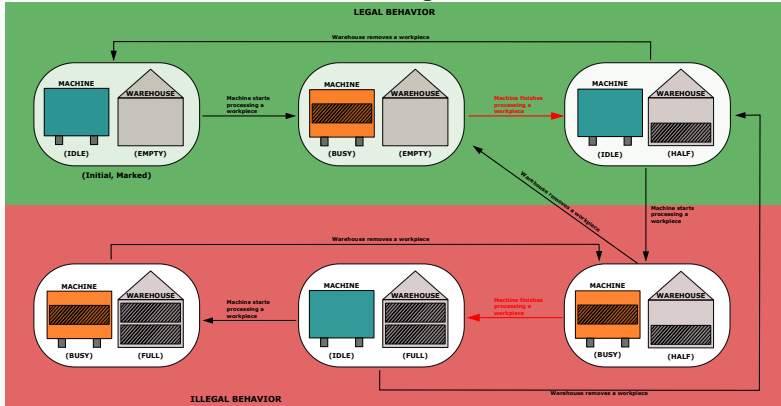 LEGAL BEHAVIOR
Warehouse removes a workpiece
MACHINE
WAREHOUSE
(IDLE)
(EMPTY)
(Initial, Marked)
Machine starts
processing a
workpiece
MACHINE
WAREHOUSE
(BUSY)
(EMPTY)
Machine finishes
processing a
workpiece
MACHINE
WAREHOUSE
(IDLE)
(HALF)
Warehouse removes a workpiece
Machine starts
processing a
workpiece
Warehouse removes a workpiece
MACHINE
WAREHOUSE
(BUSY)
(FULL)
Machine starts
processing a
workpiece
MACHINE
WAREHOUSE
(IDLE)
(FULL)
Machine finishes
processing a
workpiece
MACHINE
WAREHOUSE
(BUSY)
(HALF)
Warehouse removes a workpiece
ILLEGAL BEHAVIOR